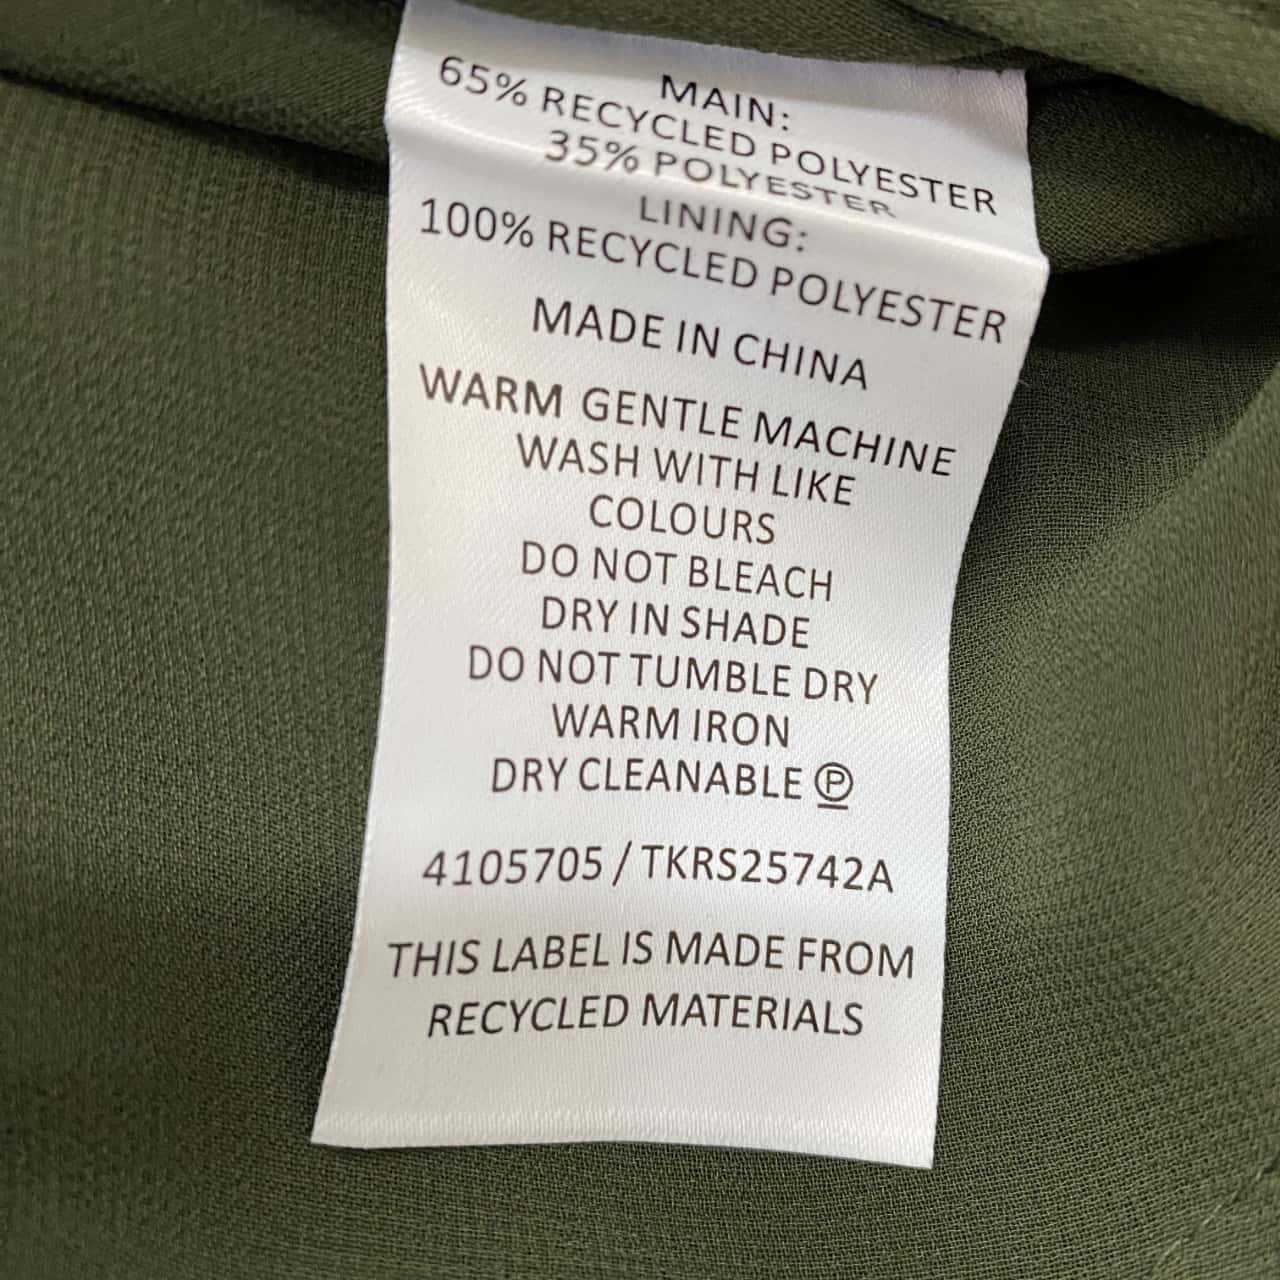 MAIN:
65% RECYCLED POLYESTER
35% POLYESTER
LINING:
100% RECYCLED POLYESTER
MADE IN CHINA
WARM GENTLE MACHINE
WASH WITH LIKE
COLOURS
DO NOT BLEACH
DRY IN SHADE
DO NOT TUMBLE DRY
WARM IRON
DRY CLEANABLE Ⓟ
4105705 / TKRS25742A
THIS LABEL IS MADE FROM
RECYCLED MATERIALS